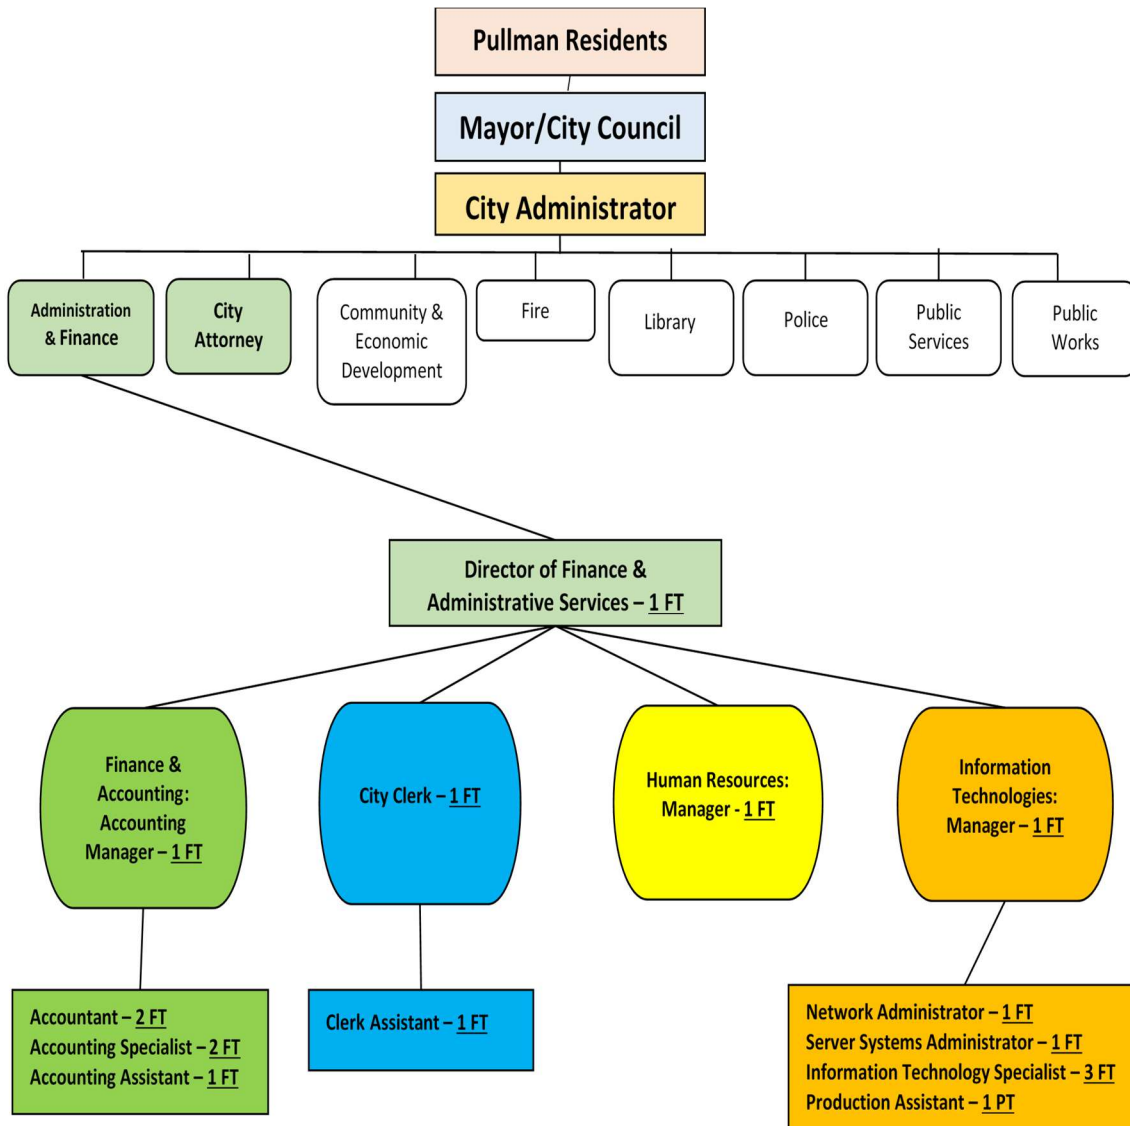 Pullman Residents
Mayor/City Council
City Administrator
Administration
& Finance
City
Attorney
Community &
Economic
Development
Fire
Library
Police
Public
Services
Public
Works
Director of Finance &
Administrative Services – 1 FT
Finance &
Accounting:
Accounting
Manager – 1 FT
City Clerk – 1 FT
Human Resources:
Manager - 1 FT
Information
Technologies:
Manager – 1 FT
Accountant – 2 FT
Accounting Specialist – 2 FT
Accounting Assistant – 1 FT
Clerk Assistant – 1 FT
Network Administrator – 1 FT
Server Systems Administrator – 1 FT
Information Technology Specialist – 3 FT
Production Assistant – 1 PT